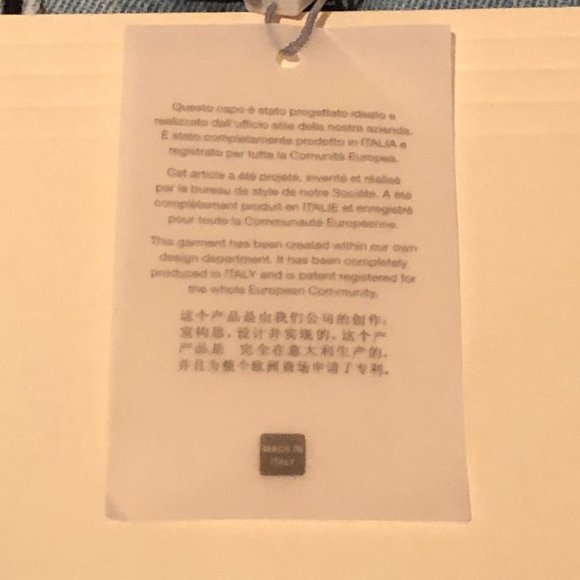 Questo capo è stato progettato ideato e
realizzato dall'ufficio stile della nostra azienda.
È stato completamente prodotto in ITALIA e
registrato per tutta la Comunità Europea.
Cet article a été projeté, inventé et réalisé
par le bureau de style de notre Société. A été
complètement produit en ITALIE et enregistré
pour toute la Communauté Européenne.
This garment has been created within our own
design department. It has been completely
produced in ITALY and is patent registered for
the whole European Community.
这个产品是由我们公司的创作,
构思, 设计并实现的。这个产
产品是 完全在意大利生产的,
并且为整个欧洲商场申请了专利。
MADE IN
ITALY